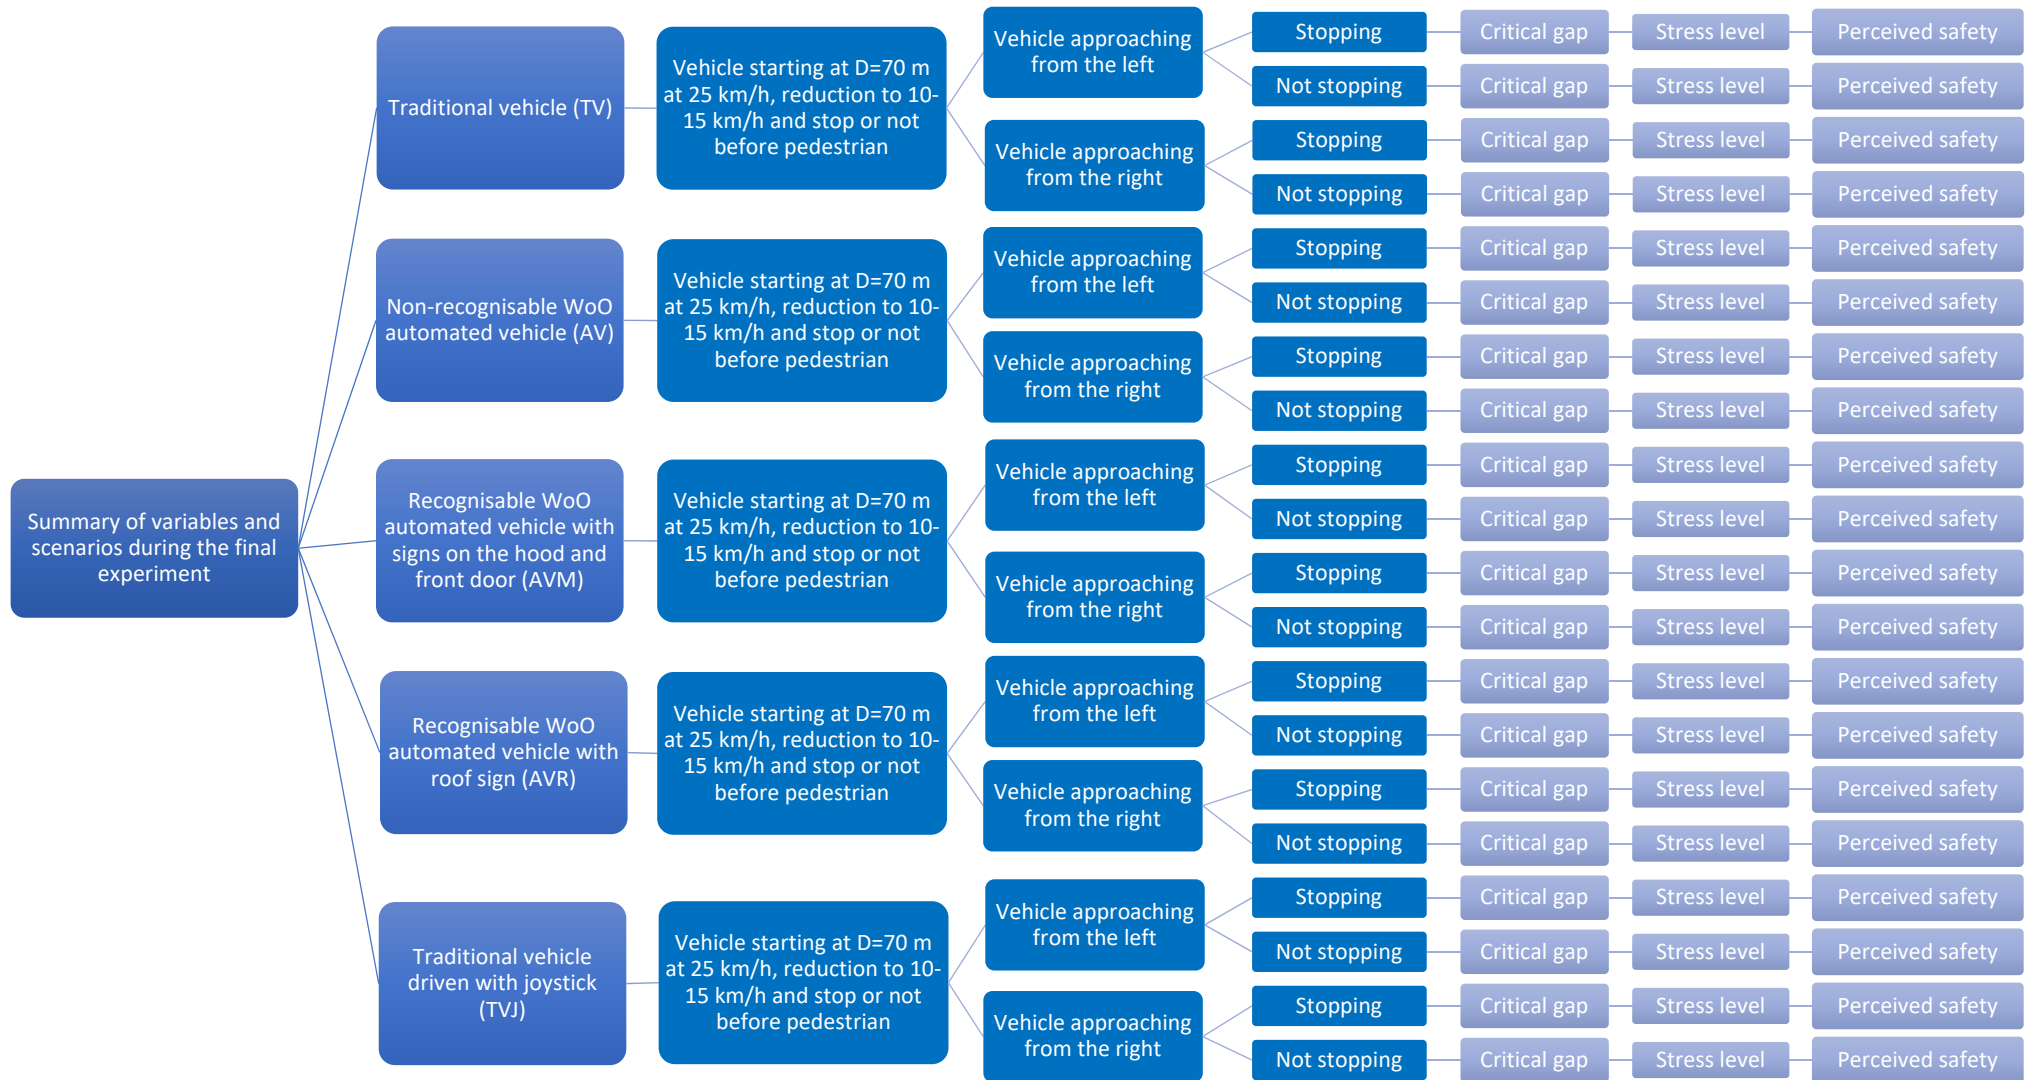 Summary of variables and
scenarios during the final
experiment
Traditional vehicle (TV)
Vehicle starting at D=70 m
at 25 km/h, reduction to 10-
15 km/h and stop or not
before pedestrian
Vehicle approaching
from the left
Stopping
Critical gap
Stress level
Perceived safety
Not stopping
Critical gap
Stress level
Perceived safety
Vehicle approaching
from the right
Stopping
Critical gap
Stress level
Perceived safety
Not stopping
Critical gap
Stress level
Perceived safety
Non-recognisable WoO
automated vehicle (AV)
Vehicle starting at D=70 m
at 25 km/h, reduction to 10-
15 km/h and stop or not
before pedestrian
Vehicle approaching
from the left
Stopping
Critical gap
Stress level
Perceived safety
Not stopping
Critical gap
Stress level
Perceived safety
Vehicle approaching
from the right
Stopping
Critical gap
Stress level
Perceived safety
Not stopping
Critical gap
Stress level
Perceived safety
Recognisable WoO
automated vehicle with
signs on the hood and
front door (AVM)
Vehicle starting at D=70 m
at 25 km/h, reduction to 10-
15 km/h and stop or not
before pedestrian
Vehicle approaching
from the left
Stopping
Critical gap
Stress level
Perceived safety
Not stopping
Critical gap
Stress level
Perceived safety
Vehicle approaching
from the right
Stopping
Critical gap
Stress level
Perceived safety
Not stopping
Critical gap
Stress level
Perceived safety
Recognisable WoO
automated vehicle with
roof sign (AVR)
Vehicle starting at D=70 m
at 25 km/h, reduction to 10-
15 km/h and stop or not
before pedestrian
Vehicle approaching
from the left
Stopping
Critical gap
Stress level
Perceived safety
Not stopping
Critical gap
Stress level
Perceived safety
Vehicle approaching
from the right
Stopping
Critical gap
Stress level
Perceived safety
Not stopping
Critical gap
Stress level
Perceived safety
Traditional vehicle
driven with joystick
(TVJ)
Vehicle starting at D=70 m
at 25 km/h, reduction to 10-
15 km/h and stop or not
before pedestrian
Vehicle approaching
from the left
Stopping
Critical gap
Stress level
Perceived safety
Not stopping
Critical gap
Stress level
Perceived safety
Vehicle approaching
from the right
Stopping
Critical gap
Stress level
Perceived safety
Not stopping
Critical gap
Stress level
Perceived safety